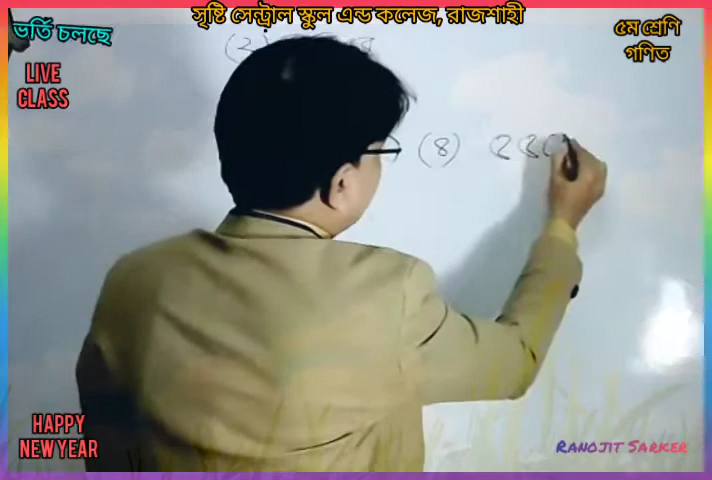 সৃষ্টি সেন্ট্রাল স্কুল এন্ড কলেজ, রাজশাহী
ভর্তি চলছে
LIVE
CLASS
৫ম শ্রেণি
গণিত
(৪)
HAPPY
NEW YEAR
RANOJIT SARKER